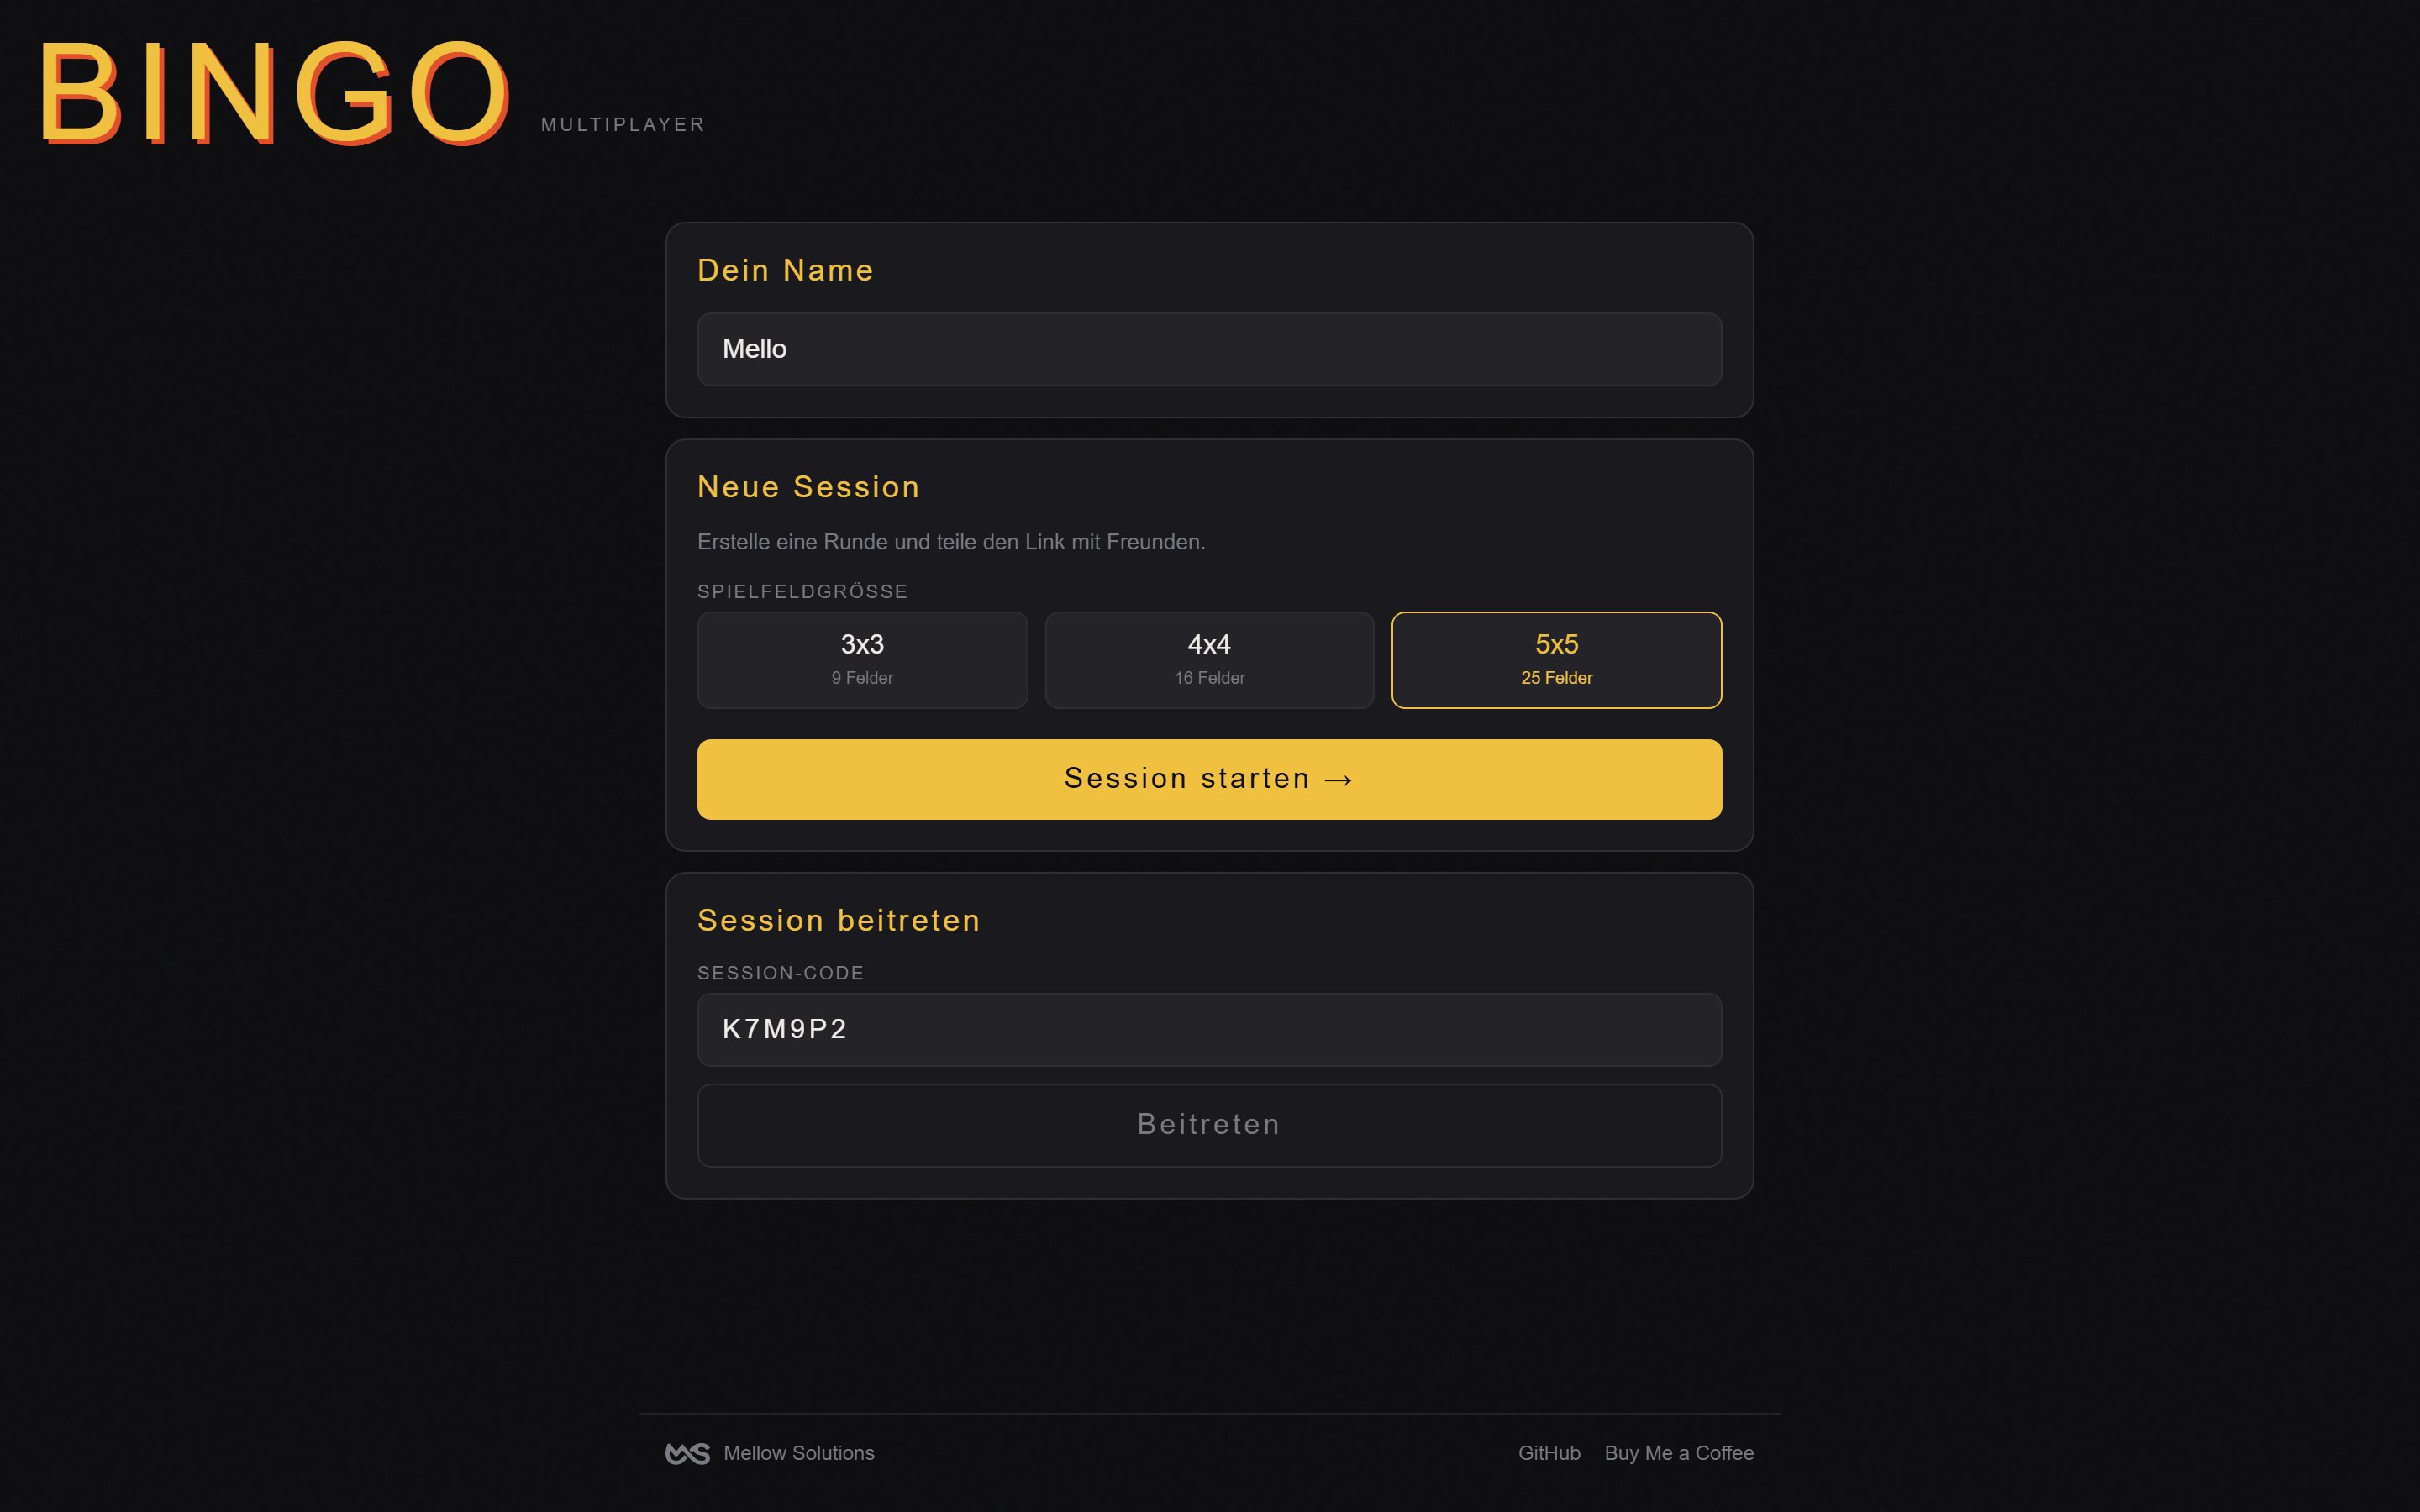 BINGO MULTIPLAYER
Dein Name
Mello
Neue Session
Erstelle eine Runde und teile den Link mit Freunden.
SPIELFELDGRÖSSE
3x3 4x4 5x5
9 Felder 16 Felder 25 Felder
Session starten →
Session beitreten
SESSION-CODE
K7M9P2
Beitreten
Mellow Solutions GitHub Buy Me a Coffee